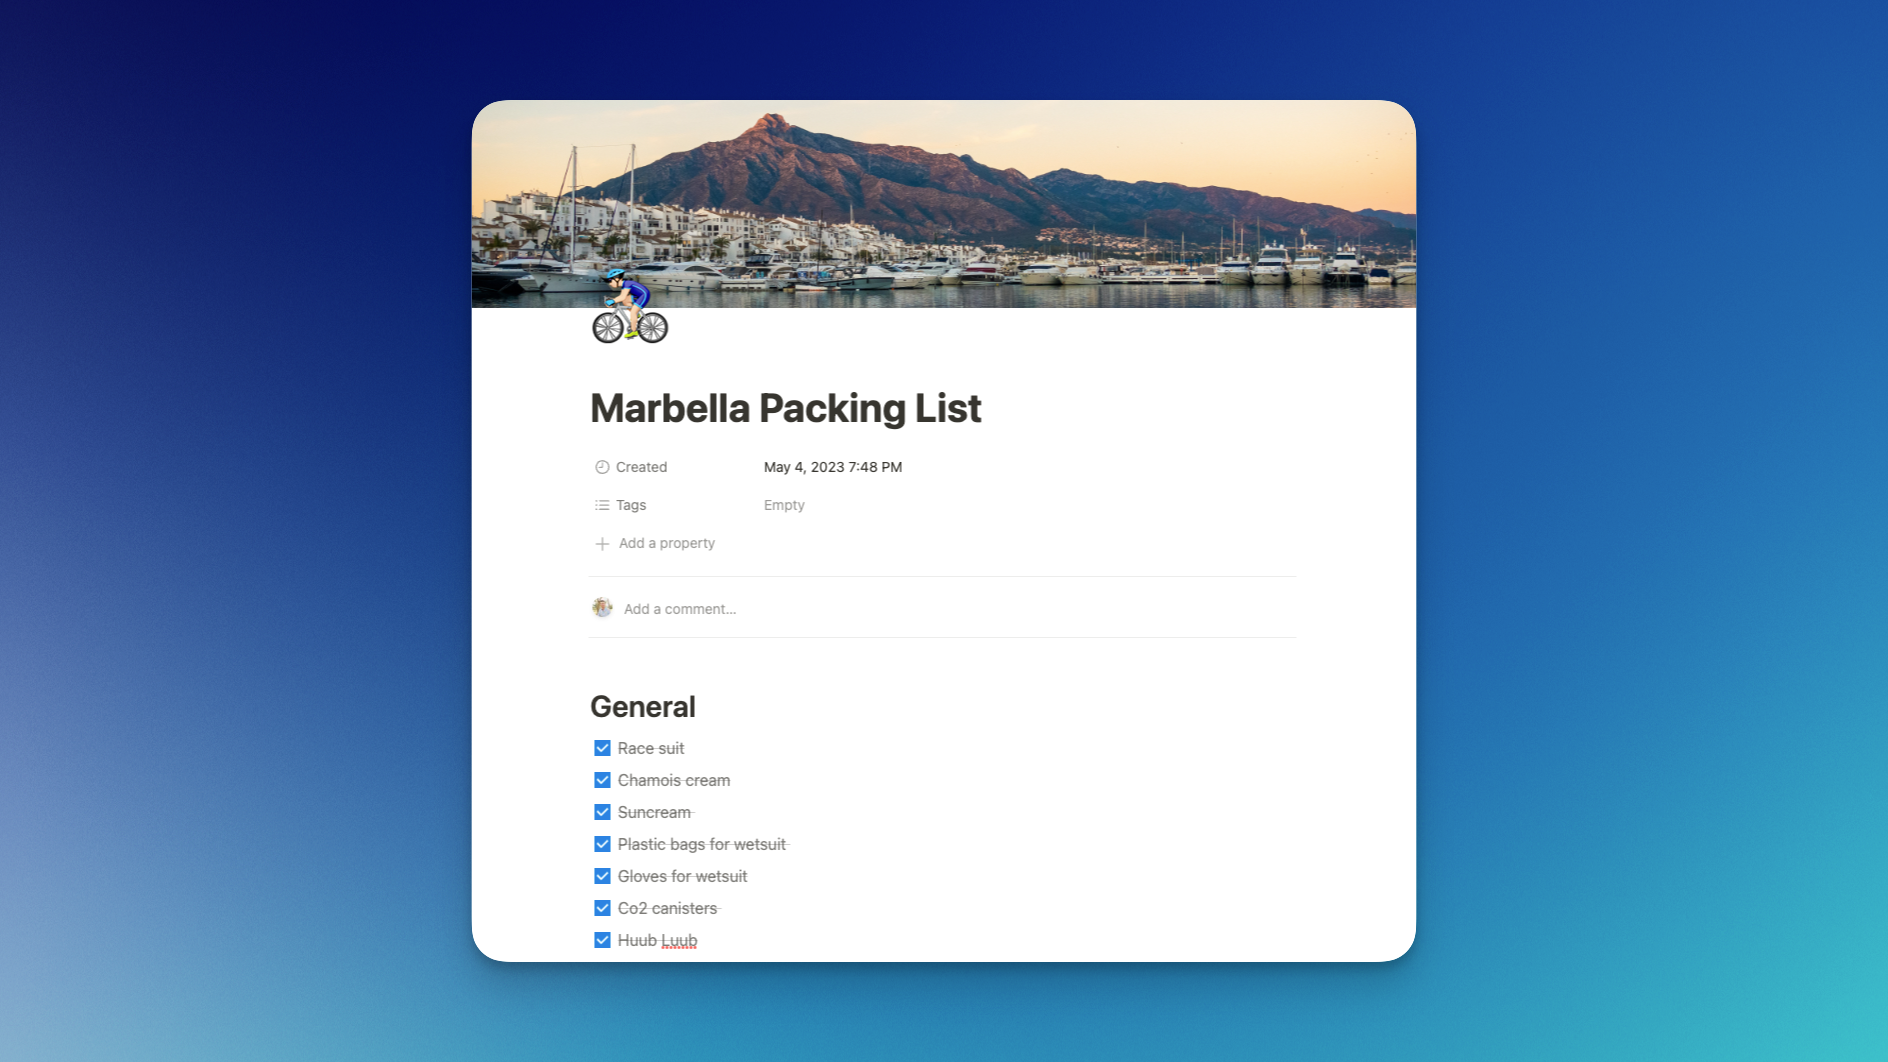 Marbella Packing List
Created May 4, 2023 7:48 PM
Tags Empty
Add a property
Add a comment...
General
Race suit
Chamois cream
Suncream
Plastic bags for wetsuit
Gloves for wetsuit
Co2 canisters
Huub Luub